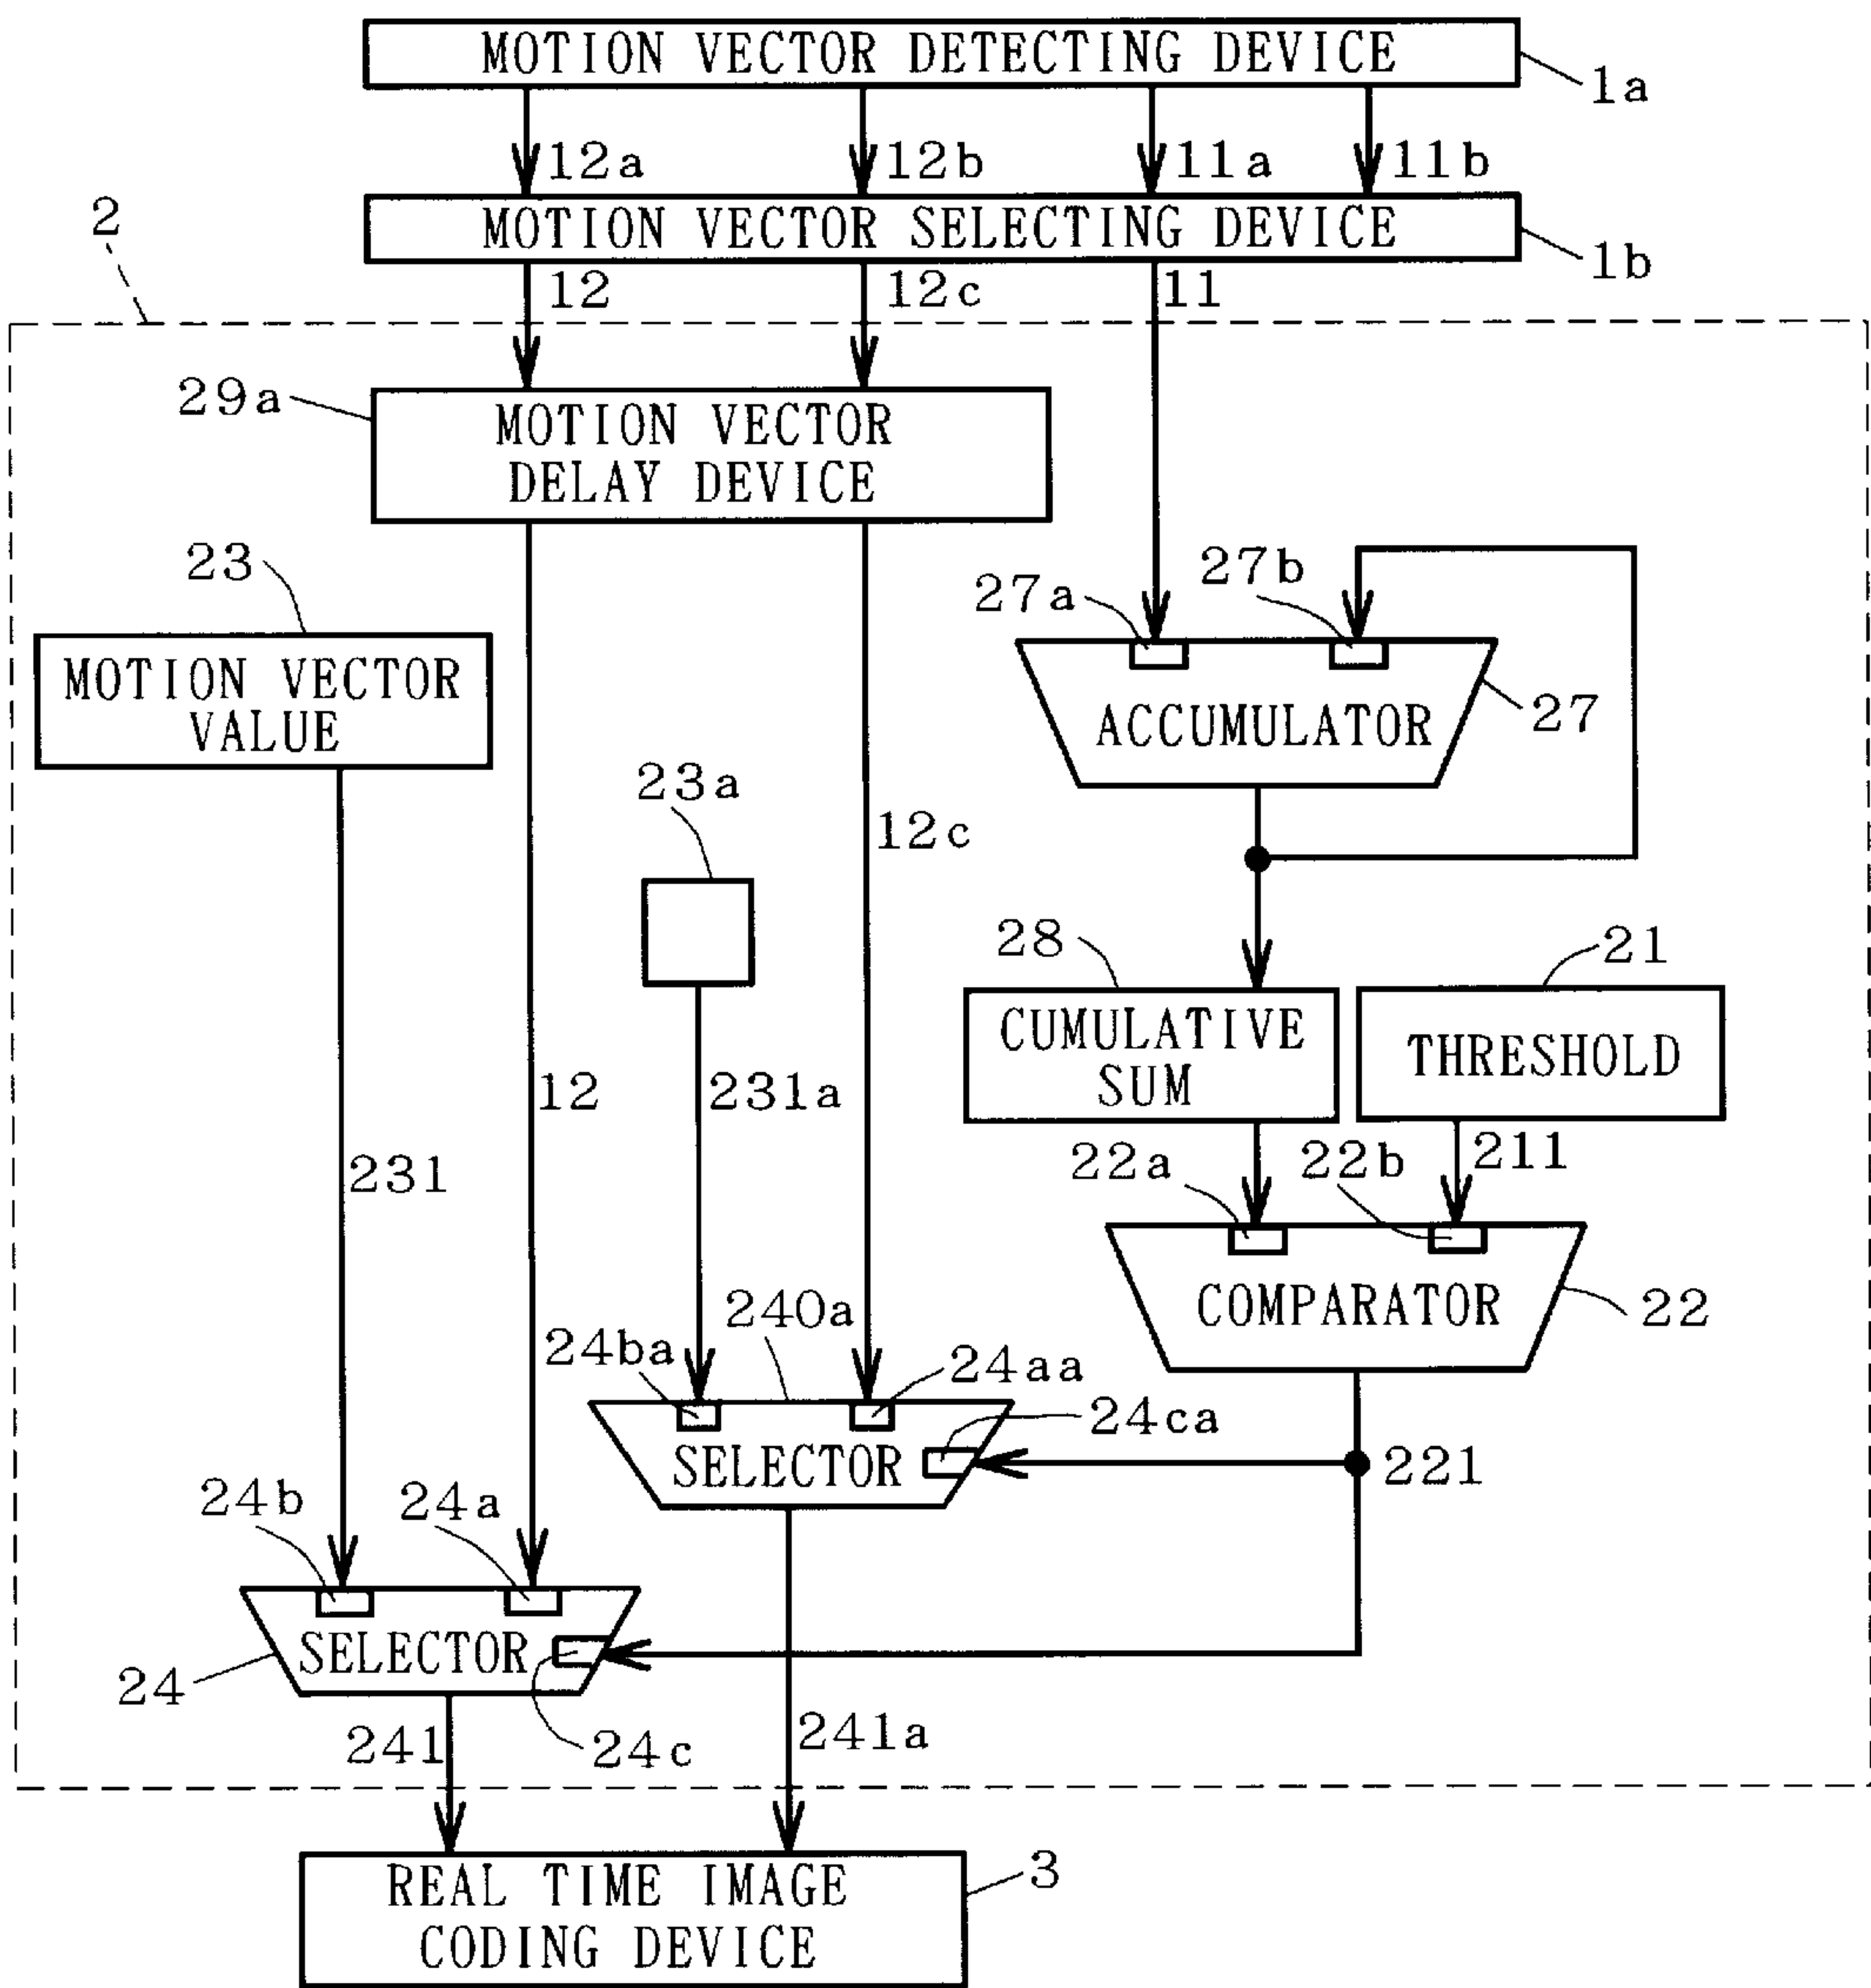 MOTION VECTOR DETECTING DEVICE
1a
12a
12b
11a
11b
MOTION VECTOR SELECTING DEVICE
1b
2
12
12c
11
29a
MOTION VECTOR
DELAY DEVICE
23
MOTION VECTOR
VALUE
27a
27b
ACCUMULATOR
27
23a
12c
28
CUMULATIVE
SUM
21
THRESHOLD
231
12
231a
22a
22b
211
COMPARATOR
22
240a
24ba
24aa
24ca
SELECTOR
221
24b
24a
SELECTOR
24
24c
241
241a
REAL TIME IMAGE
CODING DEVICE
3